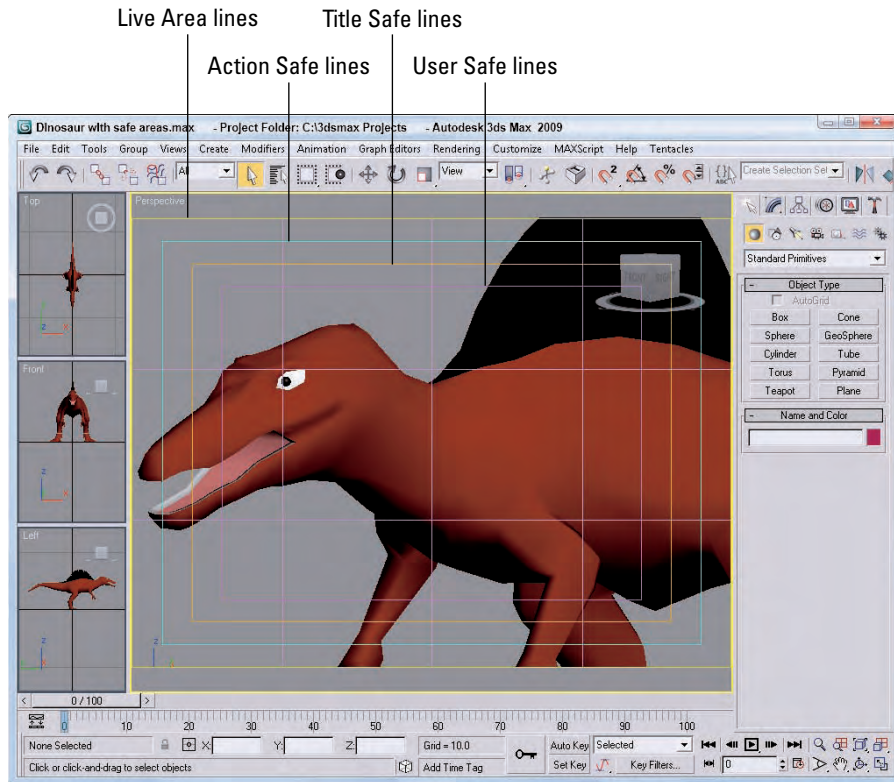 Live Area lines
Title Safe lines
Action Safe lines
User Safe lines
DInosaur wIth safe areas.max - Project Folder: C:\3dsmax Projects - Autodesk 3ds Max 2009
File Edit Tools Group Views Create Modifiers Animation Graph Editors Rendering Customize MAXScript Help Tentacles
View
Create Selection Set
Top
Perspective
z
x
Standard Primitives
- Object Type
AutoGrid
Box Cone
Sphere GeoSphere
Cylinder Tube
Torus Pyramid
Teapot Plane
- Name and Color
Front
z
x
Left
z
z
0 / 100
0 10 20 30 40 50 60 70 80 90 100
None Selected X: Y: Z: Grid = 10.0 Auto Key Selected
Click or click-and-drag to select objects Add Time Tag Set Key Key Filters... 0